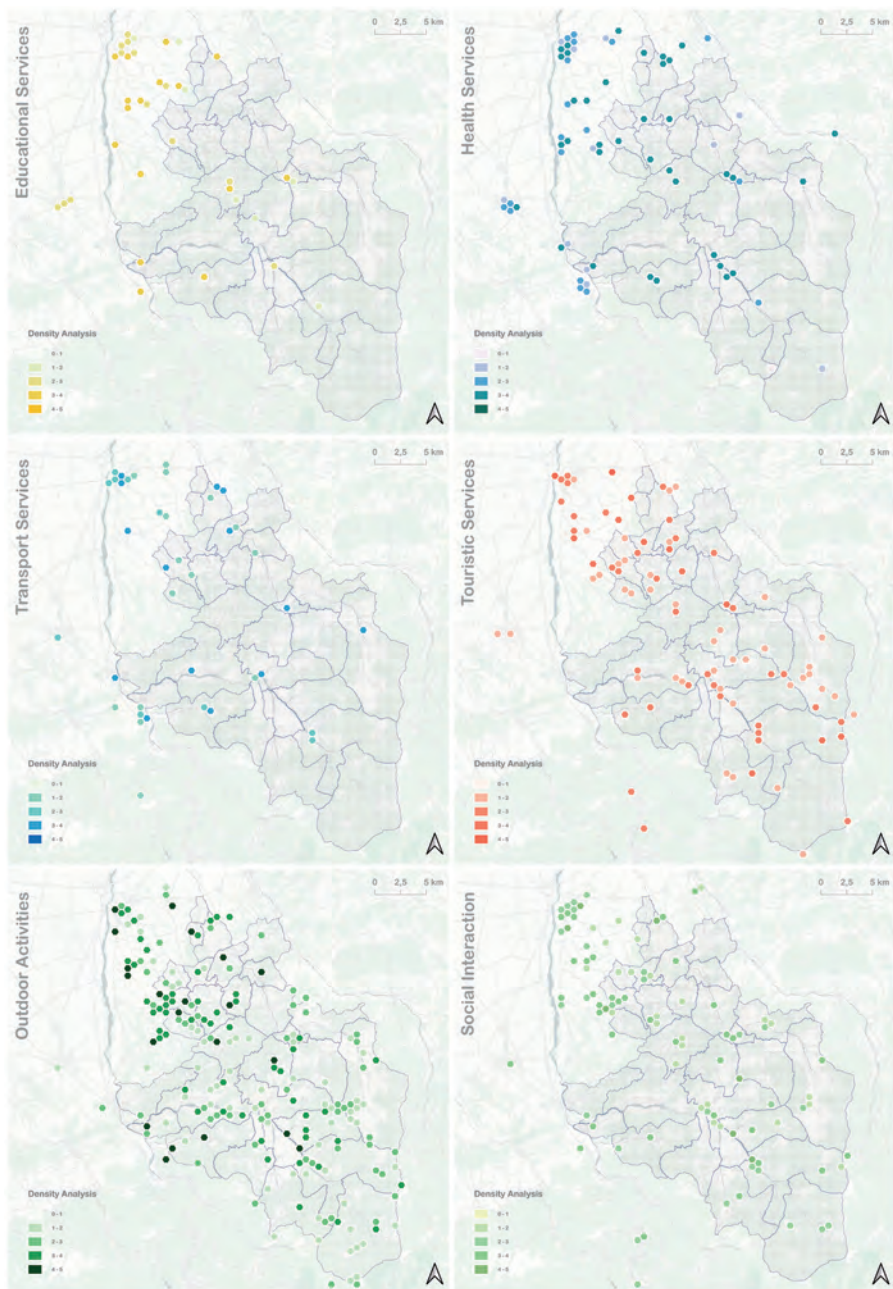 Educational Services
0 2,5 5 km
Density Analysis
0 - 1
1 - 2
2 - 3
3 - 4
4 - 5
Health Services
0 2,5 5 km
Density Analysis
0 - 1
1 - 2
2 - 3
3 - 4
4 - 5
Transport Services
0 2,5 5 km
Density Analysis
0 - 1
1 - 2
2 - 3
3 - 4
4 - 5
Touristic Services
0 2,5 5 km
Density Analysis
0 - 1
1 - 2
2 - 3
3 - 4
4 - 5
Outdoor Activities
0 2,5 5 km
Density Analysis
0 - 1
1 - 2
2 - 3
3 - 4
4 - 5
Social Interaction
0 2,5 5 km
Density Analysis
0 - 1
1 - 2
2 - 3
3 - 4
4 - 5